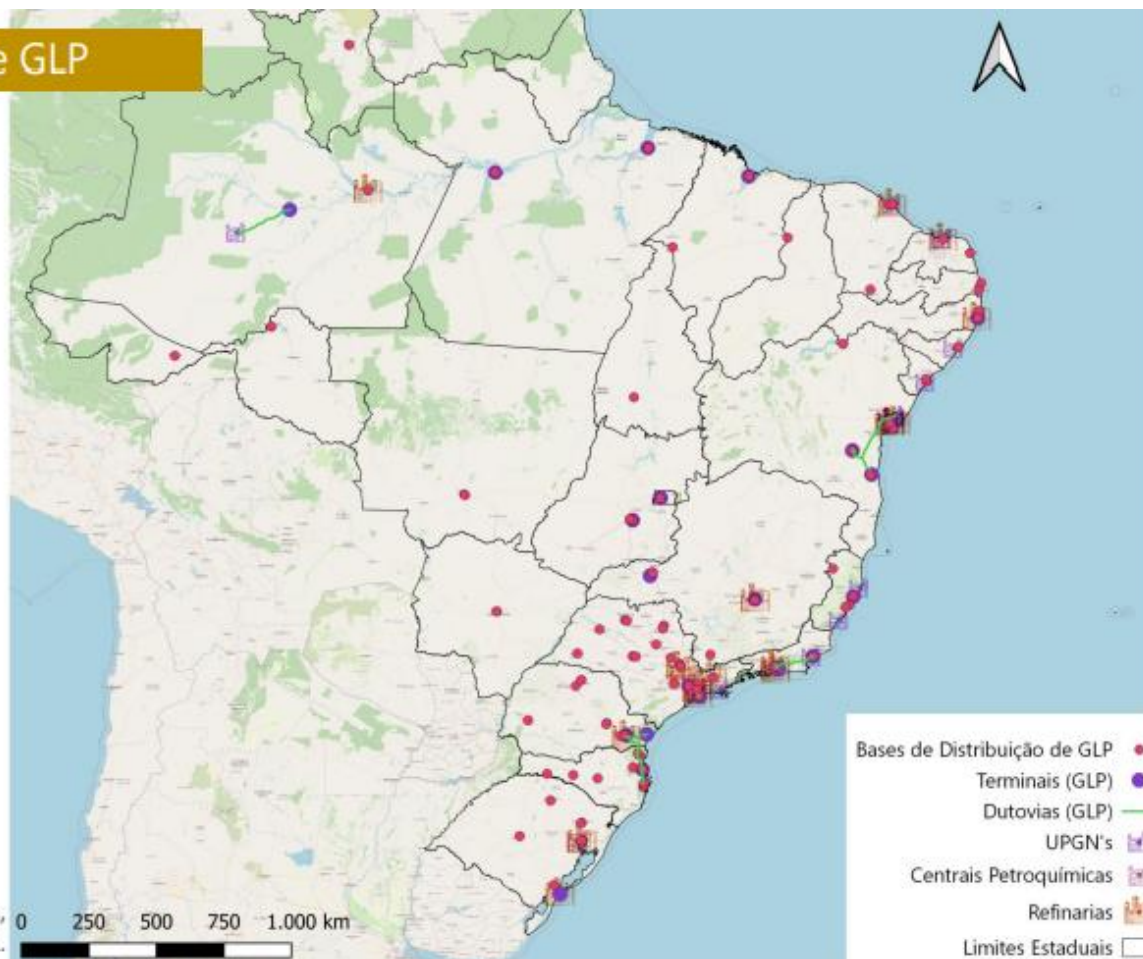 e GLP
Bases de Distribuição de GLP
Terminais (GLP)
Dutovias (GLP)
UPGN's
Centrais Petroquímicas
Refinarias
Limites Estaduais
0 250 500 750 1.000 km